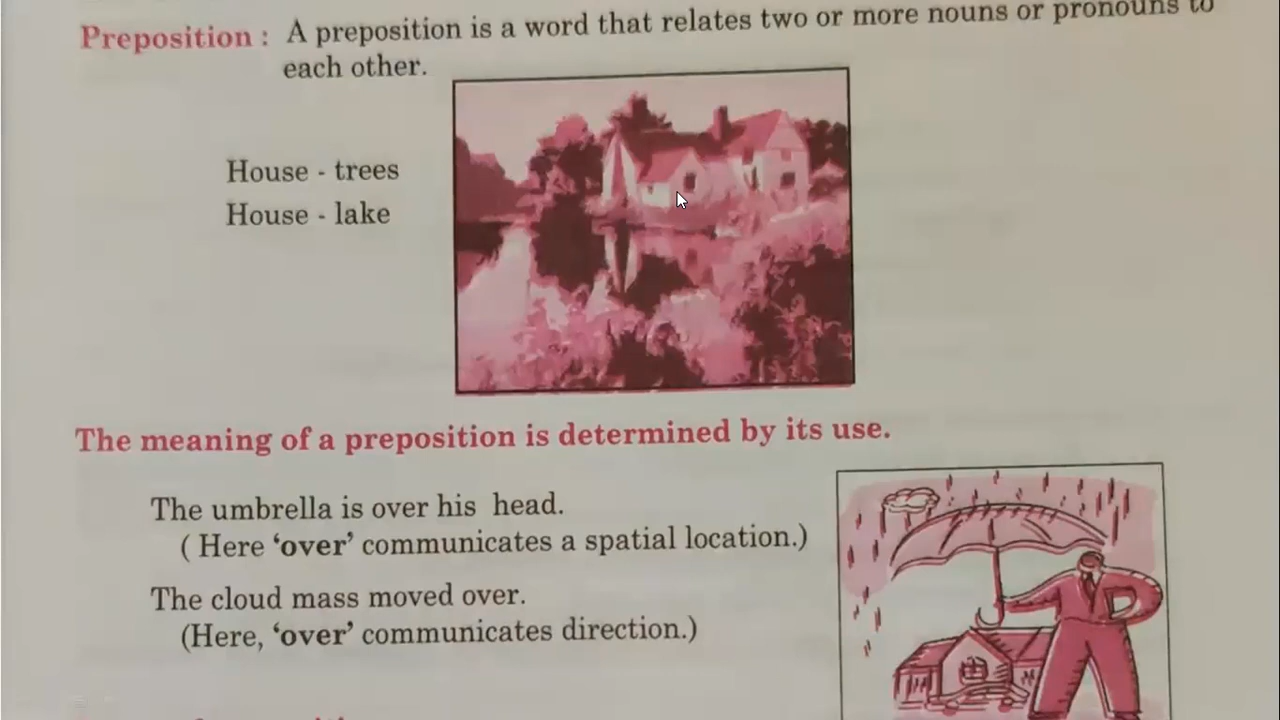 Preposition : A preposition is a word that relates two or more nouns or pronouns to
each other.
House - trees
House - lake
The meaning of a preposition is determined by its use.
The umbrella is over his head.
( Here ‘over’ communicates a spatial location.)
The cloud mass moved over.
(Here, ‘over’ communicates direction.)